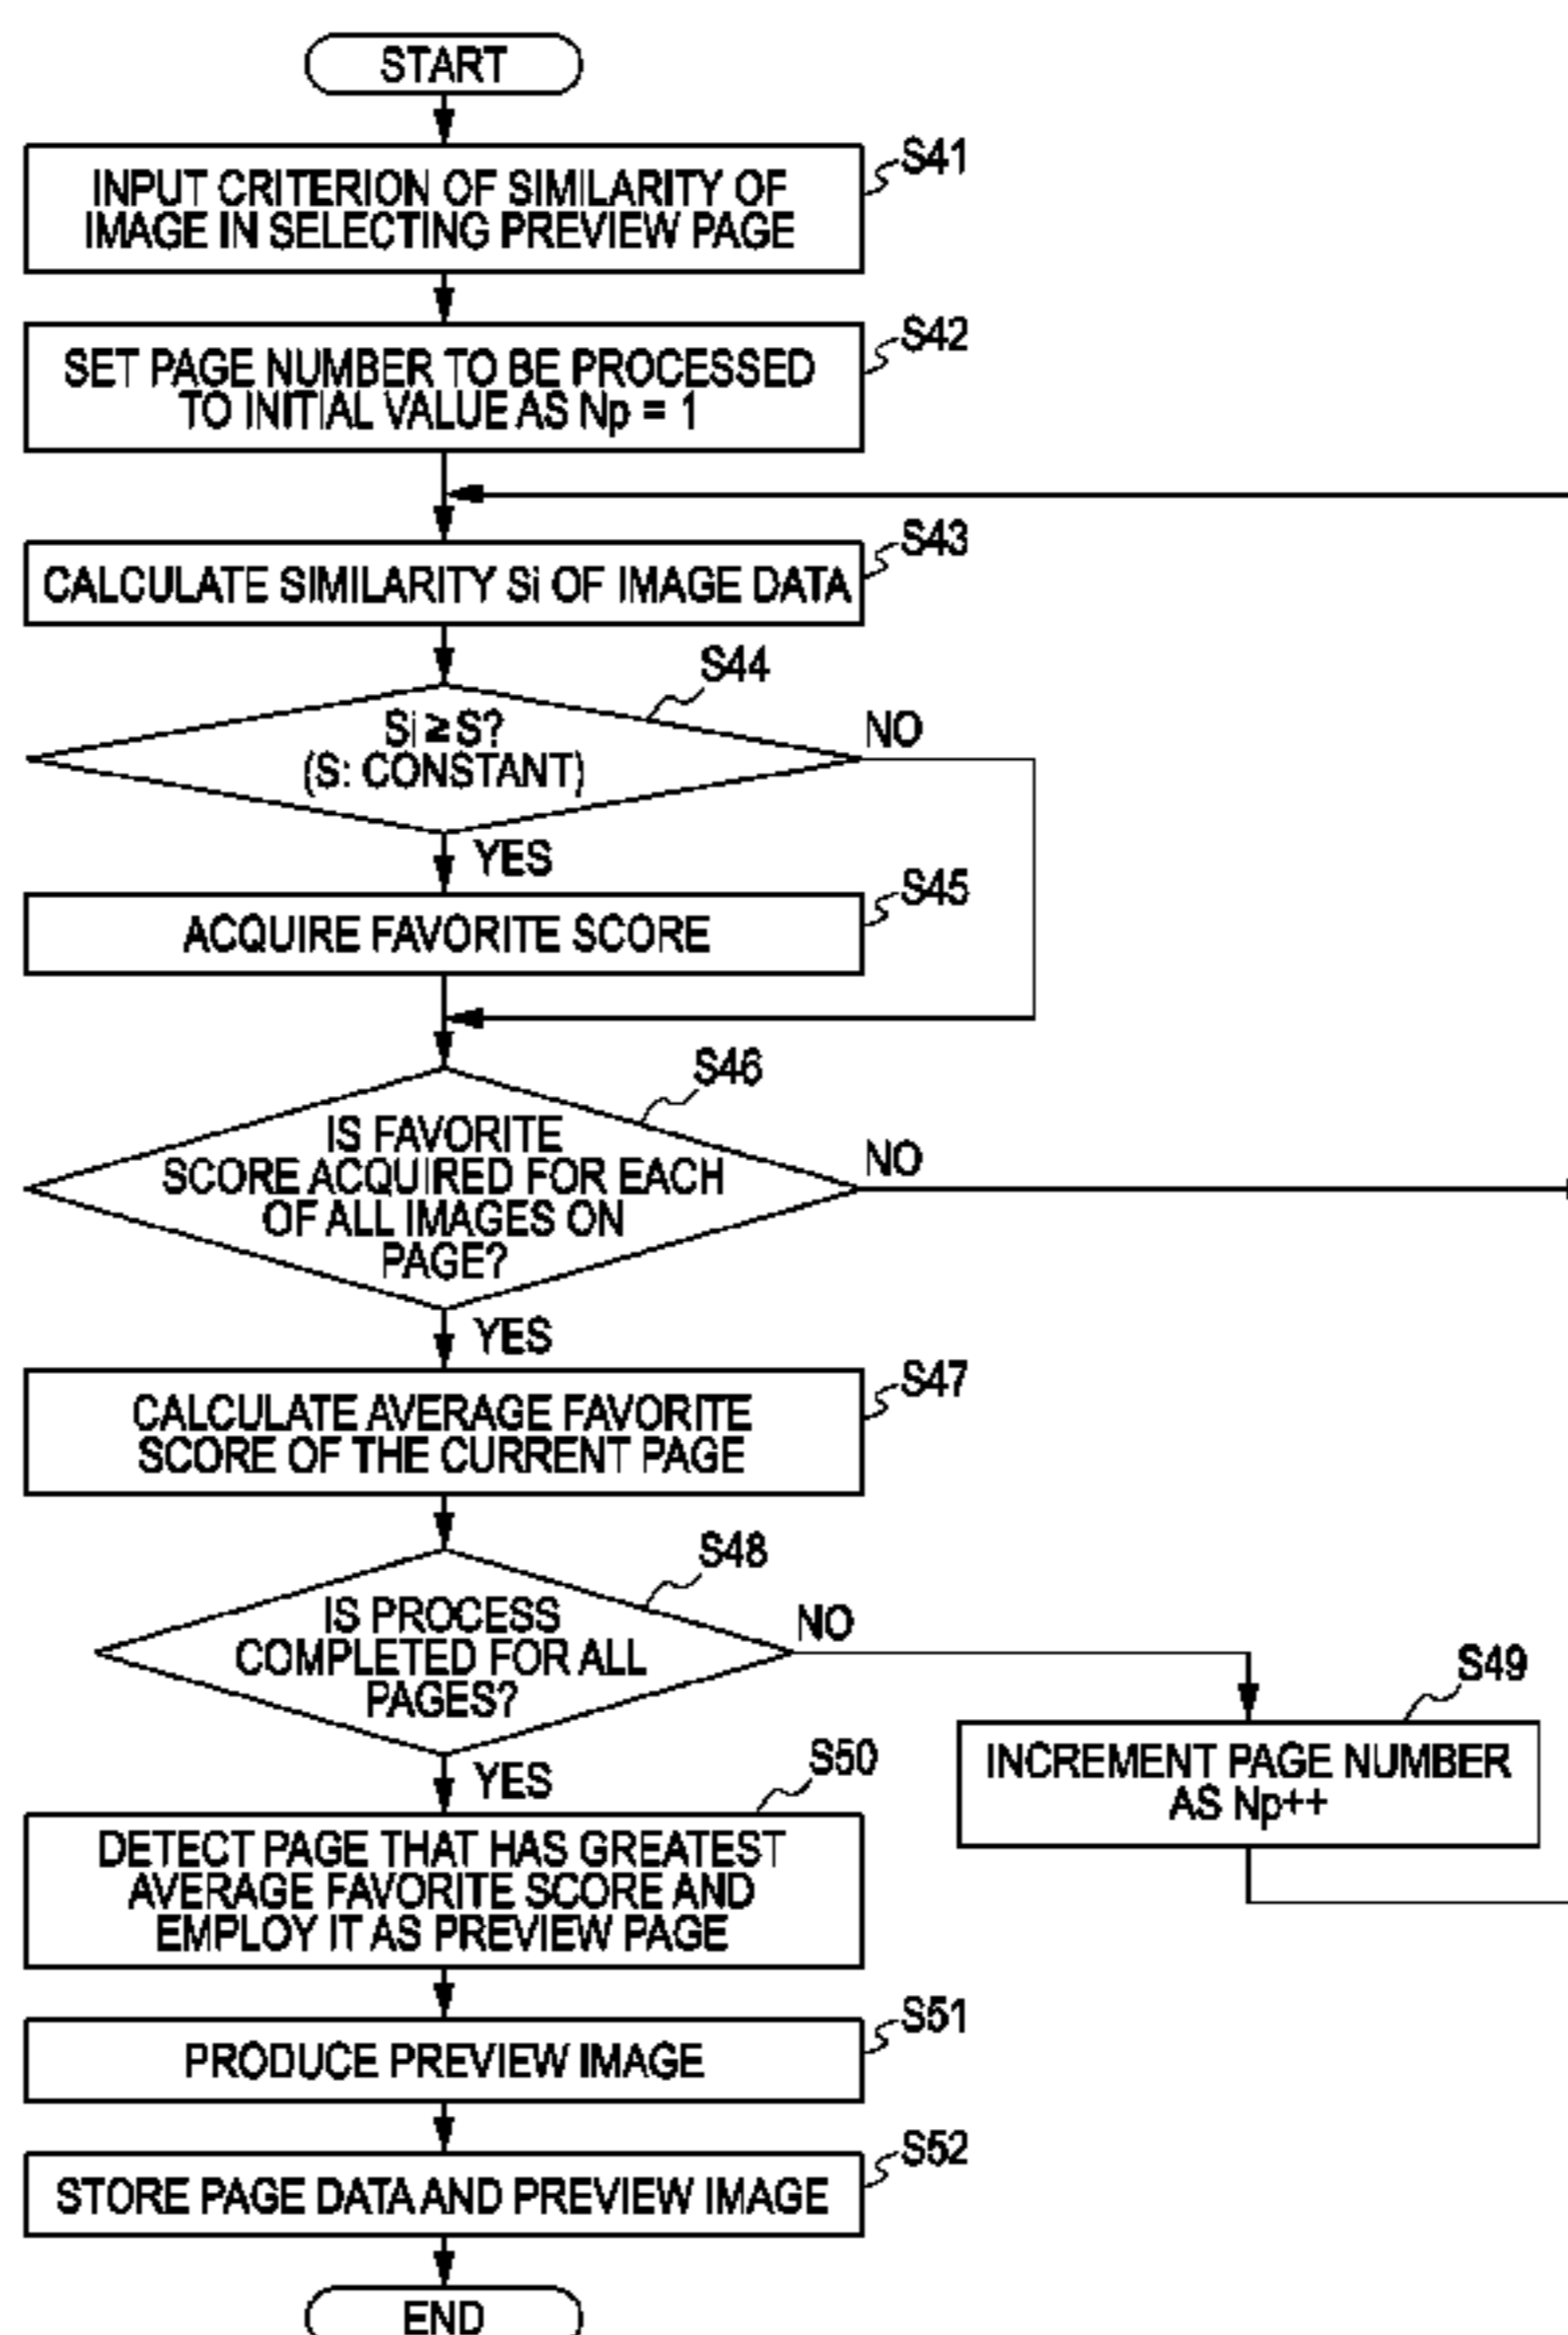 START
S41
INPUT CRITERION OF SIMILARITY OF
IMAGE IN SELECTING PREVIEW PAGE
S42
SET PAGE NUMBER TO BE PROCESSED
TO INITIAL VALUE AS Np = 1
S43
CALCULATE SIMILARITY Si OF IMAGE DATA
S44
Si ≥ S?
(S: CONSTANT)
NO
YES
S45
ACQUIRE FAVORITE SCORE
S46
IS FAVORITE
SCORE ACQUIRED FOR EACH
OF ALL IMAGES ON
PAGE?
NO
YES
S47
CALCULATE AVERAGE FAVORITE
SCORE OF THE CURRENT PAGE
S48
IS PROCESS
COMPLETED FOR ALL
PAGES?
NO
S49
INCREMENT PAGE NUMBER
AS Np++
YES
S50
DETECT PAGE THAT HAS GREATEST
AVERAGE FAVORITE SCORE AND
EMPLOY IT AS PREVIEW PAGE
S51
PRODUCE PREVIEW IMAGE
S52
STORE PAGE DATA AND PREVIEW IMAGE
END